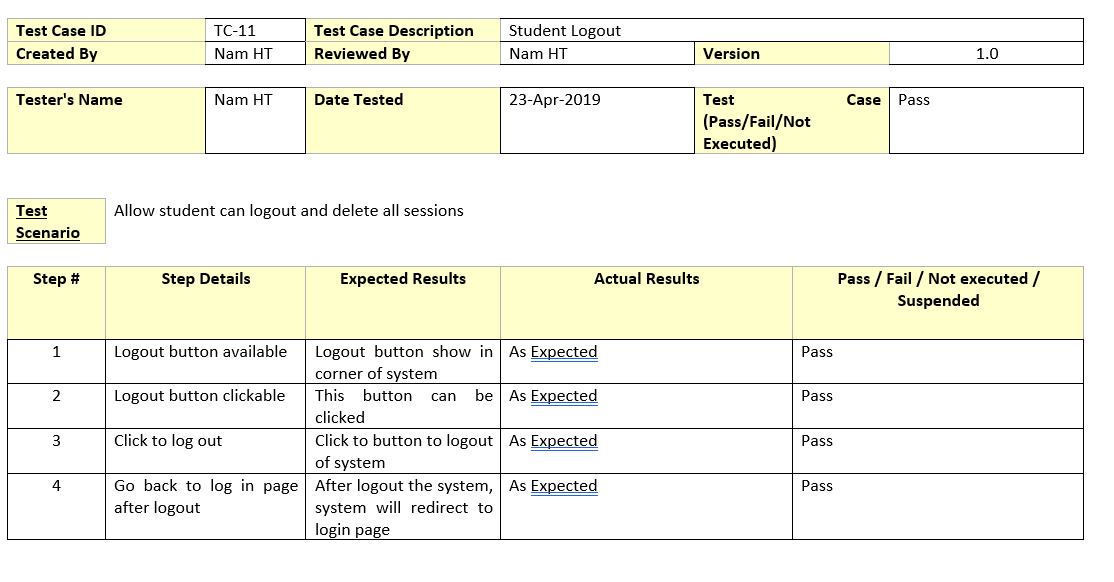 Test Case ID TC-11 Test Case Description Student Logout
Created By Nam HT Reviewed By Nam HT Version 1.0
Tester's Name Nam HT Date Tested 23-Apr-2019 Test Case Pass
(Pass/Fail/Not
Executed)
Test Allow student can logout and delete all sessions
Scenario
Step # Step Details Expected Results Actual Results Pass / Fail / Not executed /
Suspended
1 Logout button available Logout button show in As Expected Pass
corner of system
2 Logout button clickable This button can be As Expected Pass
clicked
3 Click to log out Click to button to logout As Expected Pass
of system
4 Go back to log in page After logout the system, As Expected Pass
after logout system will redirect to
login page